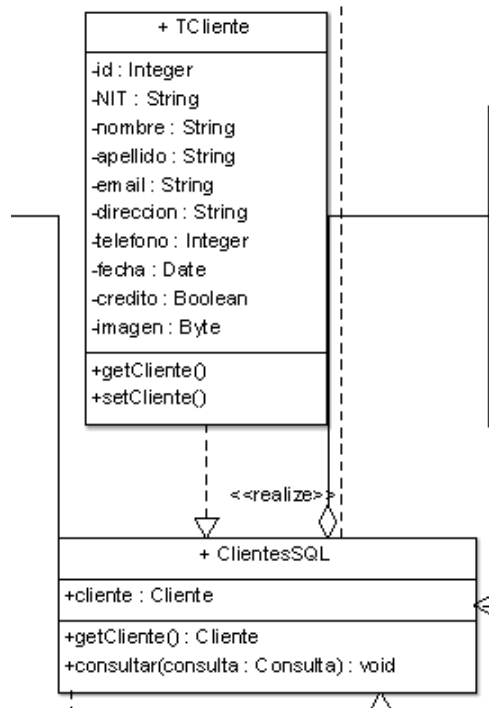 + TCliente
-id : Integer
-NIT : String
-nombre : String
-apellido : String
-email : String
-direccion : String
-telefono : Integer
-fecha : Date
-credito : Boolean
-imagen : Byte
+getCliente()
+setCliente()
<<realize>>
+ ClientesSQL
+cliente : Cliente
+getCliente() : Cliente
+consultar(consulta : Consulta) : void